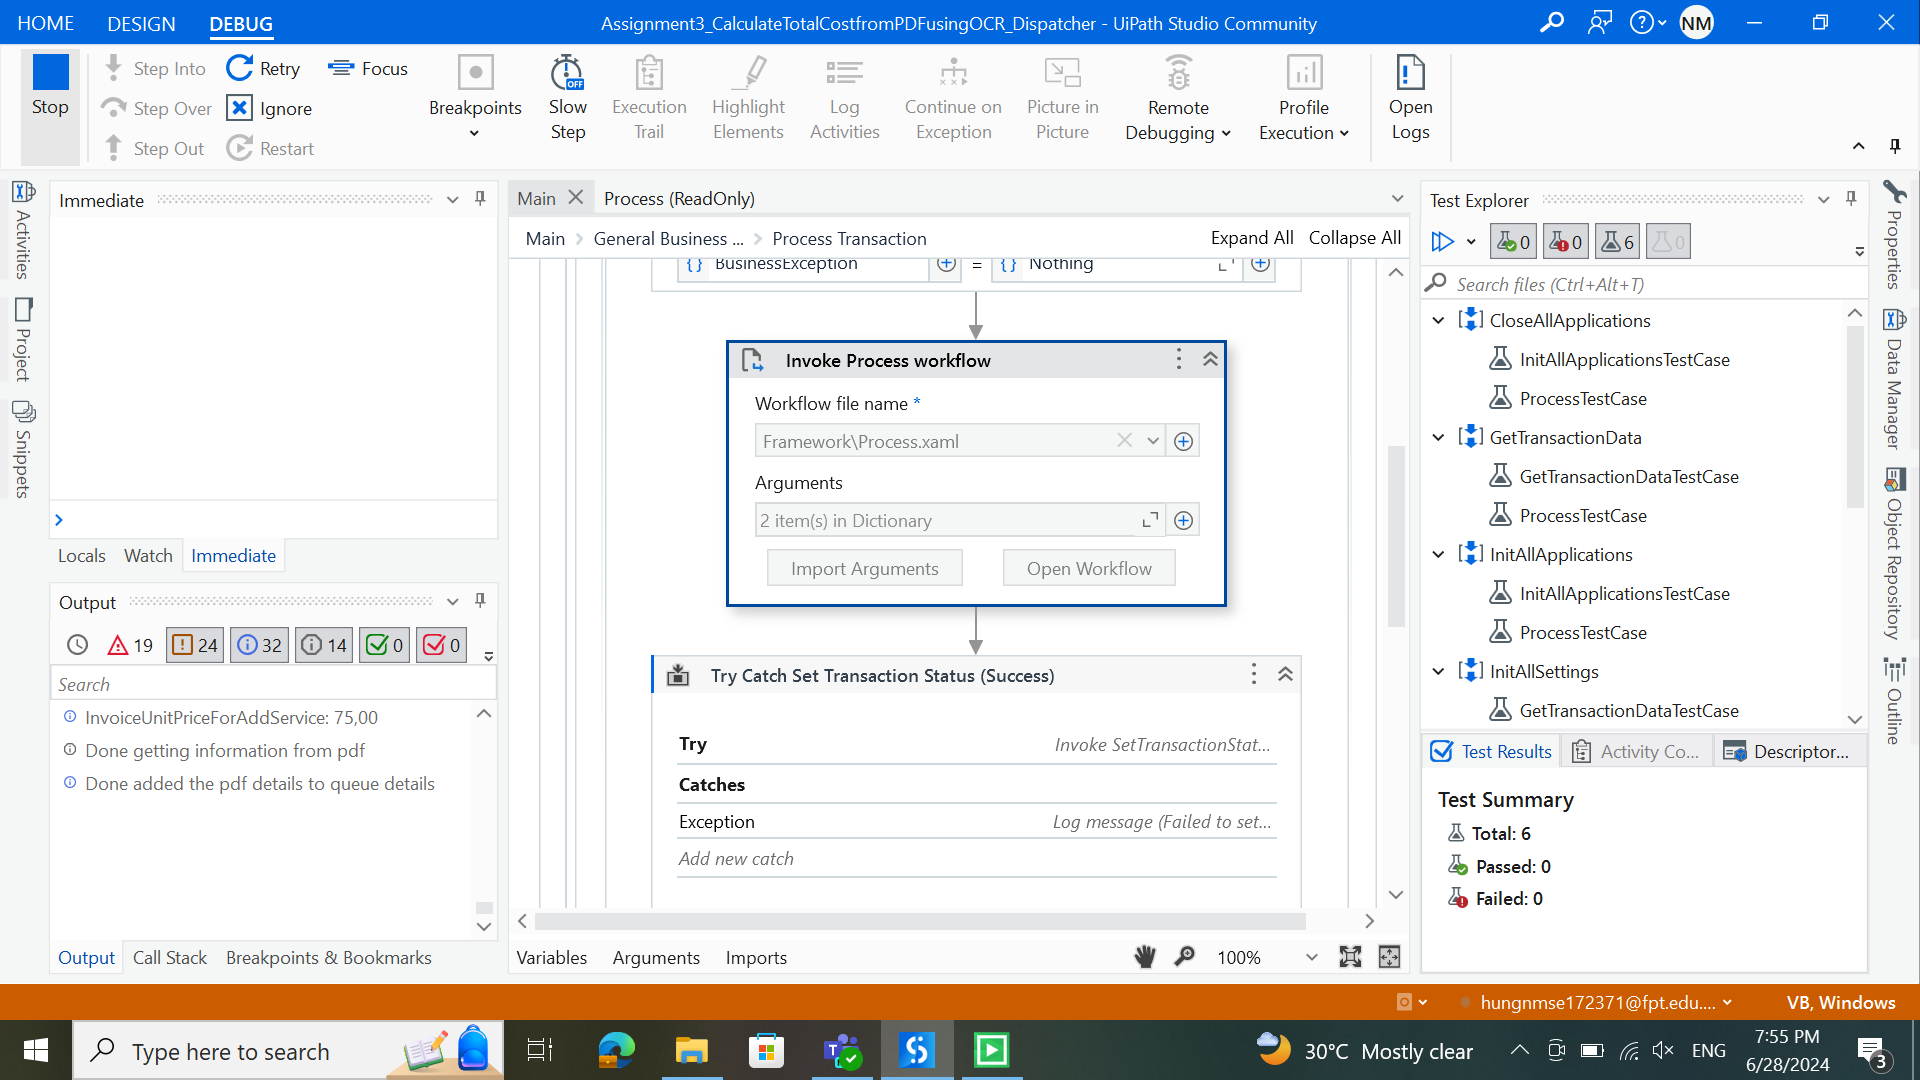 HOME DESIGN DEBUG
Assignment3_CalculateTotalCostfromPDFusingOCR_Dispatcher - UiPath Studio Community
NM
Stop
Step Into
Step Over
Step Out
Retry
Ignore
Restart
Focus
Breakpoints
OFF
Slow Step
Execution Trail
Highlight Elements
Log Activities
Continue on Exception
Picture in Picture
Remote Debugging
Profile Execution
Open Logs
Activities
Project
Snippets
Immediate
Locals Watch Immediate
Output
19 24 32 14 0 0
Search
InvoiceUnitPriceForAddService: 75,00
Done getting information from pdf
Done added the pdf details to queue details
Output Call Stack Breakpoints & Bookmarks
Main Process (ReadOnly)
Main General Business ... Process Transaction
Expand All Collapse All
BusinessException = Nothing
Invoke Process workflow
Workflow file name *
Framework\Process.xaml
Arguments
2 item(s) in Dictionary
Import Arguments Open Workflow
Try Catch Set Transaction Status (Success)
Try Invoke SetTransactionStat...
Catches
Exception Log message (Failed to set...
Add new catch
Variables Arguments Imports
100%
Test Explorer
0 0 6 0
Search files (Ctrl+Alt+T)
CloseAllApplications
InitAllApplicationsTestCase
ProcessTestCase
GetTransactionData
GetTransactionDataTestCase
ProcessTestCase
InitAllApplications
InitAllApplicationsTestCase
ProcessTestCase
InitAllSettings
GetTransactionDataTestCase
Test Results Activity Co... Descriptor...
Test Summary
Total: 6
Passed: 0
Failed: 0
Properties
Data Manager
Object Repository
Outline
hungnmse172371@fpt.edu.... VB, Windows
Type here to search
30°C Mostly clear
ENG
7:55 PM
6/28/2024
3